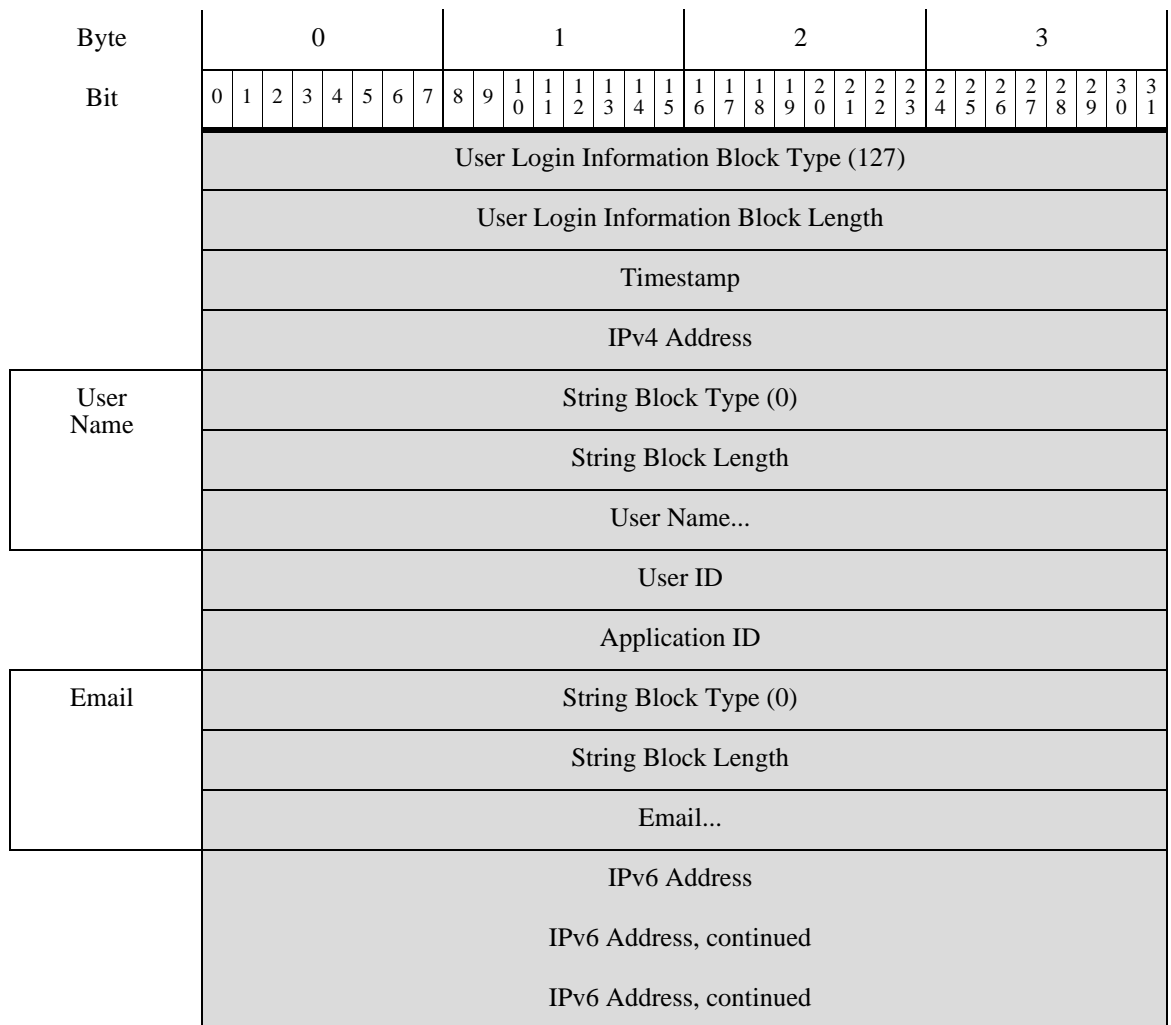 Byte 0 1 2 3
Bit 0 1 2 3 4 5 6 7 8 9 10 11 12 13 14 15 16 17 18 19 20 21 22 23 24 25 26 27 28 29 30 31
User Login Information Block Type (127)
User Login Information Block Length
Timestamp
IPv4 Address
User
Name
String Block Type (0)
String Block Length
User Name...
User ID
Application ID
Email
String Block Type (0)
String Block Length
Email...
IPv6 Address
IPv6 Address, continued
IPv6 Address, continued